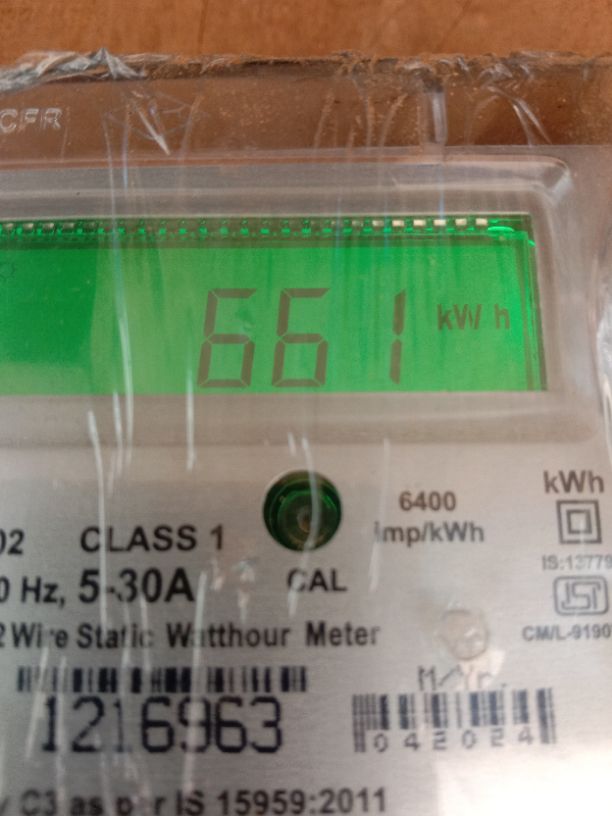 CFR
661 kWh
6400
imp/kWh
kWh
02 CLASS 1
IS:13779
0 Hz, 5-30A
CAL
2 Wire Static Watthour Meter
CM/L-9190
M/Yr.
1216963
042024
y C3 as per IS 15959:2011